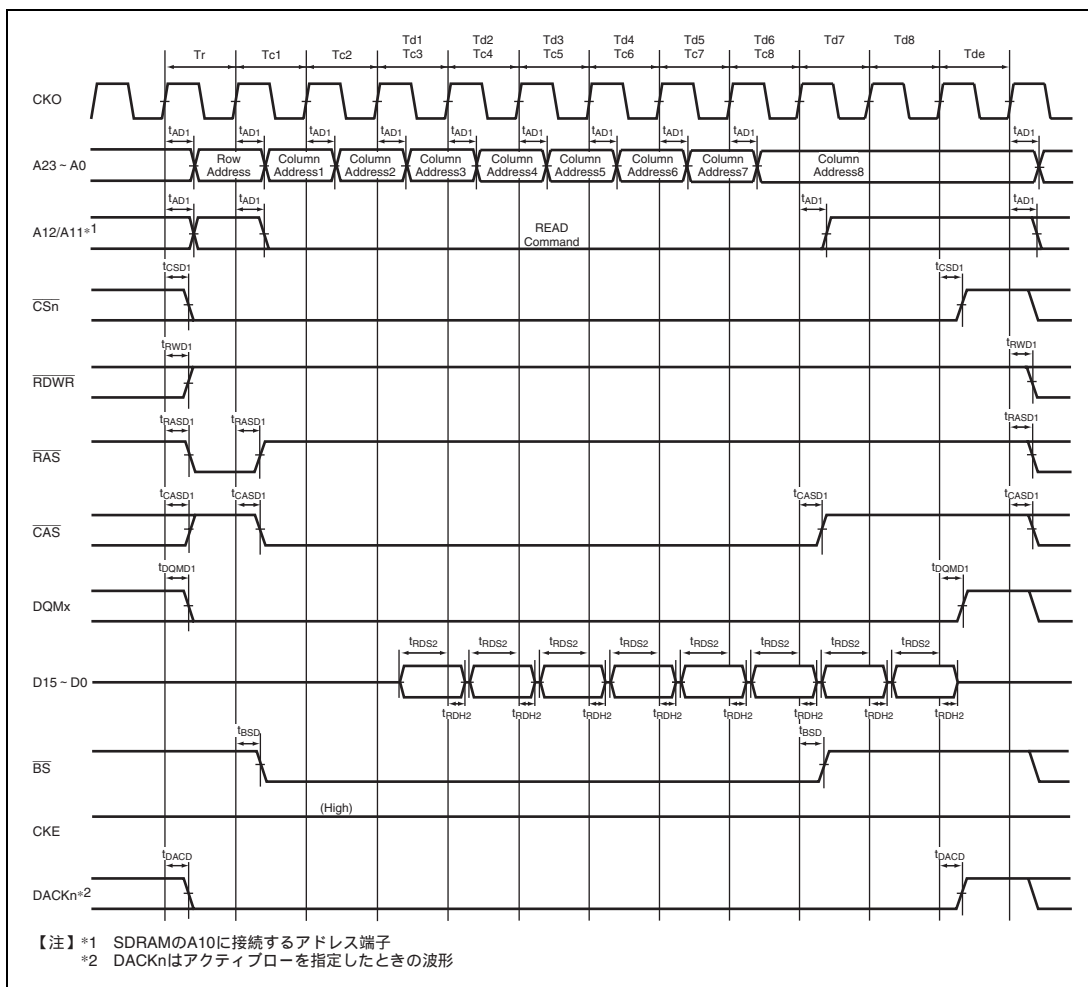 Td1 Td2 Td3 Td4 Td5 Td6
Tr Tc1 Tc2 Tc3 Tc4 Tc5 Tc6 Tc7 Tc8 Td7 Td8 Tde
CKO
tAD1 tAD1 tAD1 tAD1 tAD1 tAD1 tAD1 tAD1 tAD1 tAD1
A23 ~ A0
Row Address
Column Address1
Column Address2
Column Address3
Column Address4
Column Address5
Column Address6
Column Address7
Column Address8
tAD1 tAD1 tAD1 tAD1
A12/A11*1
READ
Command
tCSD1 tCSD1
CSn
tRWD1 tRWD1
RDWR
tRASD1 tRASD1 tRASD1
RAS
tCASD1 tCASD1 tCASD1 tCASD1
CAS
tDQMD1 tDQMD1
DQMx
tRDS2 tRDS2 tRDS2 tRDS2 tRDS2 tRDS2 tRDS2 tRDS2
D15 ~ D0
tRDH2 tRDH2 tRDH2 tRDH2 tRDH2 tRDH2 tRDH2 tRDH2
tBSD tBSD
BS
(High)
CKE
tDACD tDACD
DACKn*2
【注】*1 SDRAMのA10に接続するアドレス端子
*2 DACKnはアクティブローを指定したときの波形